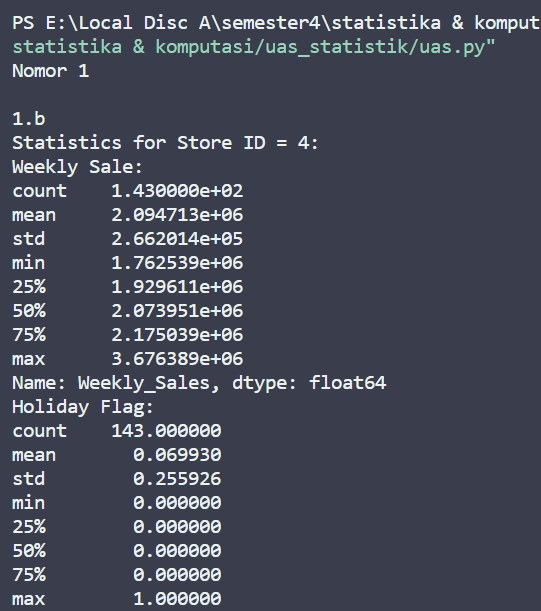 PS E:\Local Disc A\semester4\statistika & komput
statistika & komputasi/uas_statistik/uas.py"
Nomor 1
1.b
Statistics for Store ID = 4:
Weekly Sale:
count    1.430000e+02
mean     2.094713e+06
std      2.662014e+05
min      1.762539e+06
25%      1.929611e+06
50%      2.073951e+06
75%      2.175039e+06
max      3.676389e+06
Name: Weekly_Sales, dtype: float64
Holiday Flag:
count    143.000000
mean       0.069930
std        0.255926
min        0.000000
25%        0.000000
50%        0.000000
75%        0.000000
max        1.000000